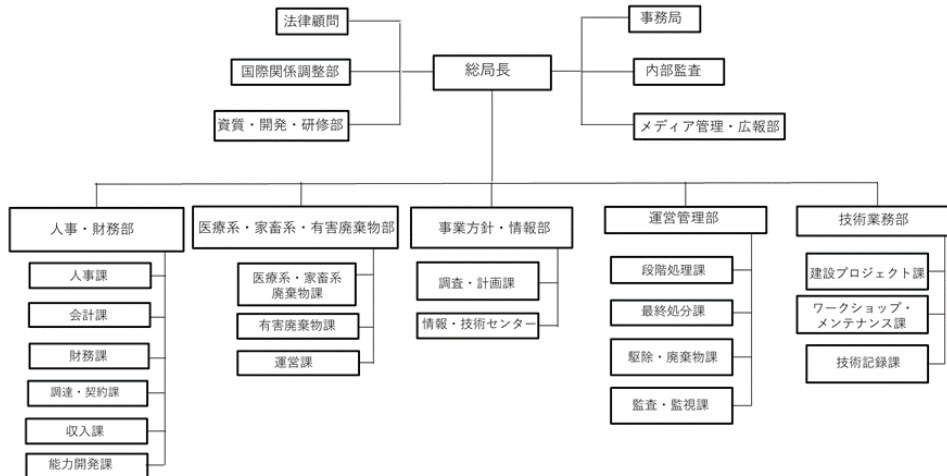 法律顧問
事務局
国際関係調整部
総局長
内部監査
資質・開発・研修部
メディア管理・広報部
人事・財務部
医療系・家畜系・有害廃棄物部
事業方針・情報部
運営管理部
技術業務部
人事課
会計課
財務課
調達・契約課
収入課
能力開発課
医療系・家畜系
廃棄物課
有害廃棄物課
運営課
調査・計画課
情報・技術センター
段階処理課
最終処分課
駆除・廃棄物課
監査・監視課
建設プロジェクト課
ワークショップ・
メンテナンス課
技術記録課